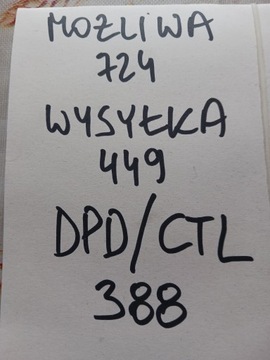 MOŻLIWA
724
WYSYŁKA
449
DPD/CTL
388